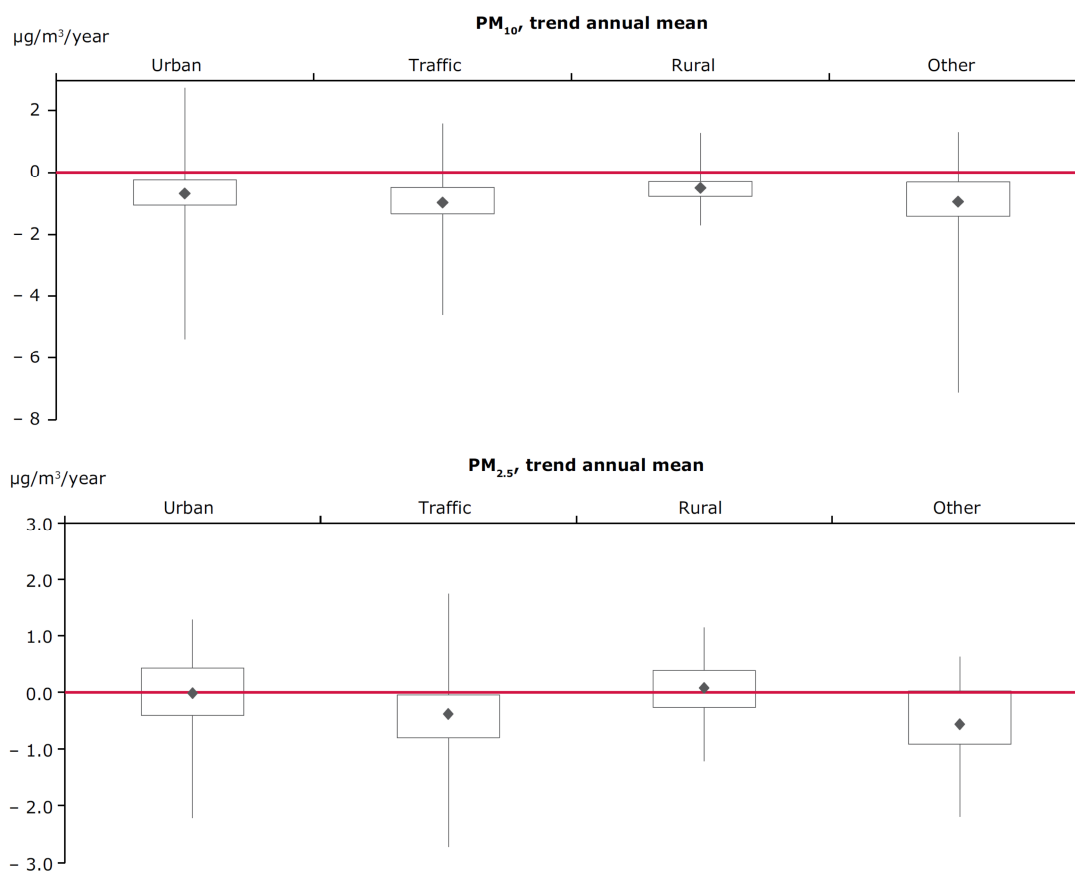 PM10, trend annual mean
µg/m³/year
Urban Traffic Rural Other
2
0
– 2
– 4
– 6
– 8
PM2.5, trend annual mean
µg/m³/year
Urban Traffic Rural Other
3.0
2.0
1.0
0.0
– 1.0
– 2.0
– 3.0